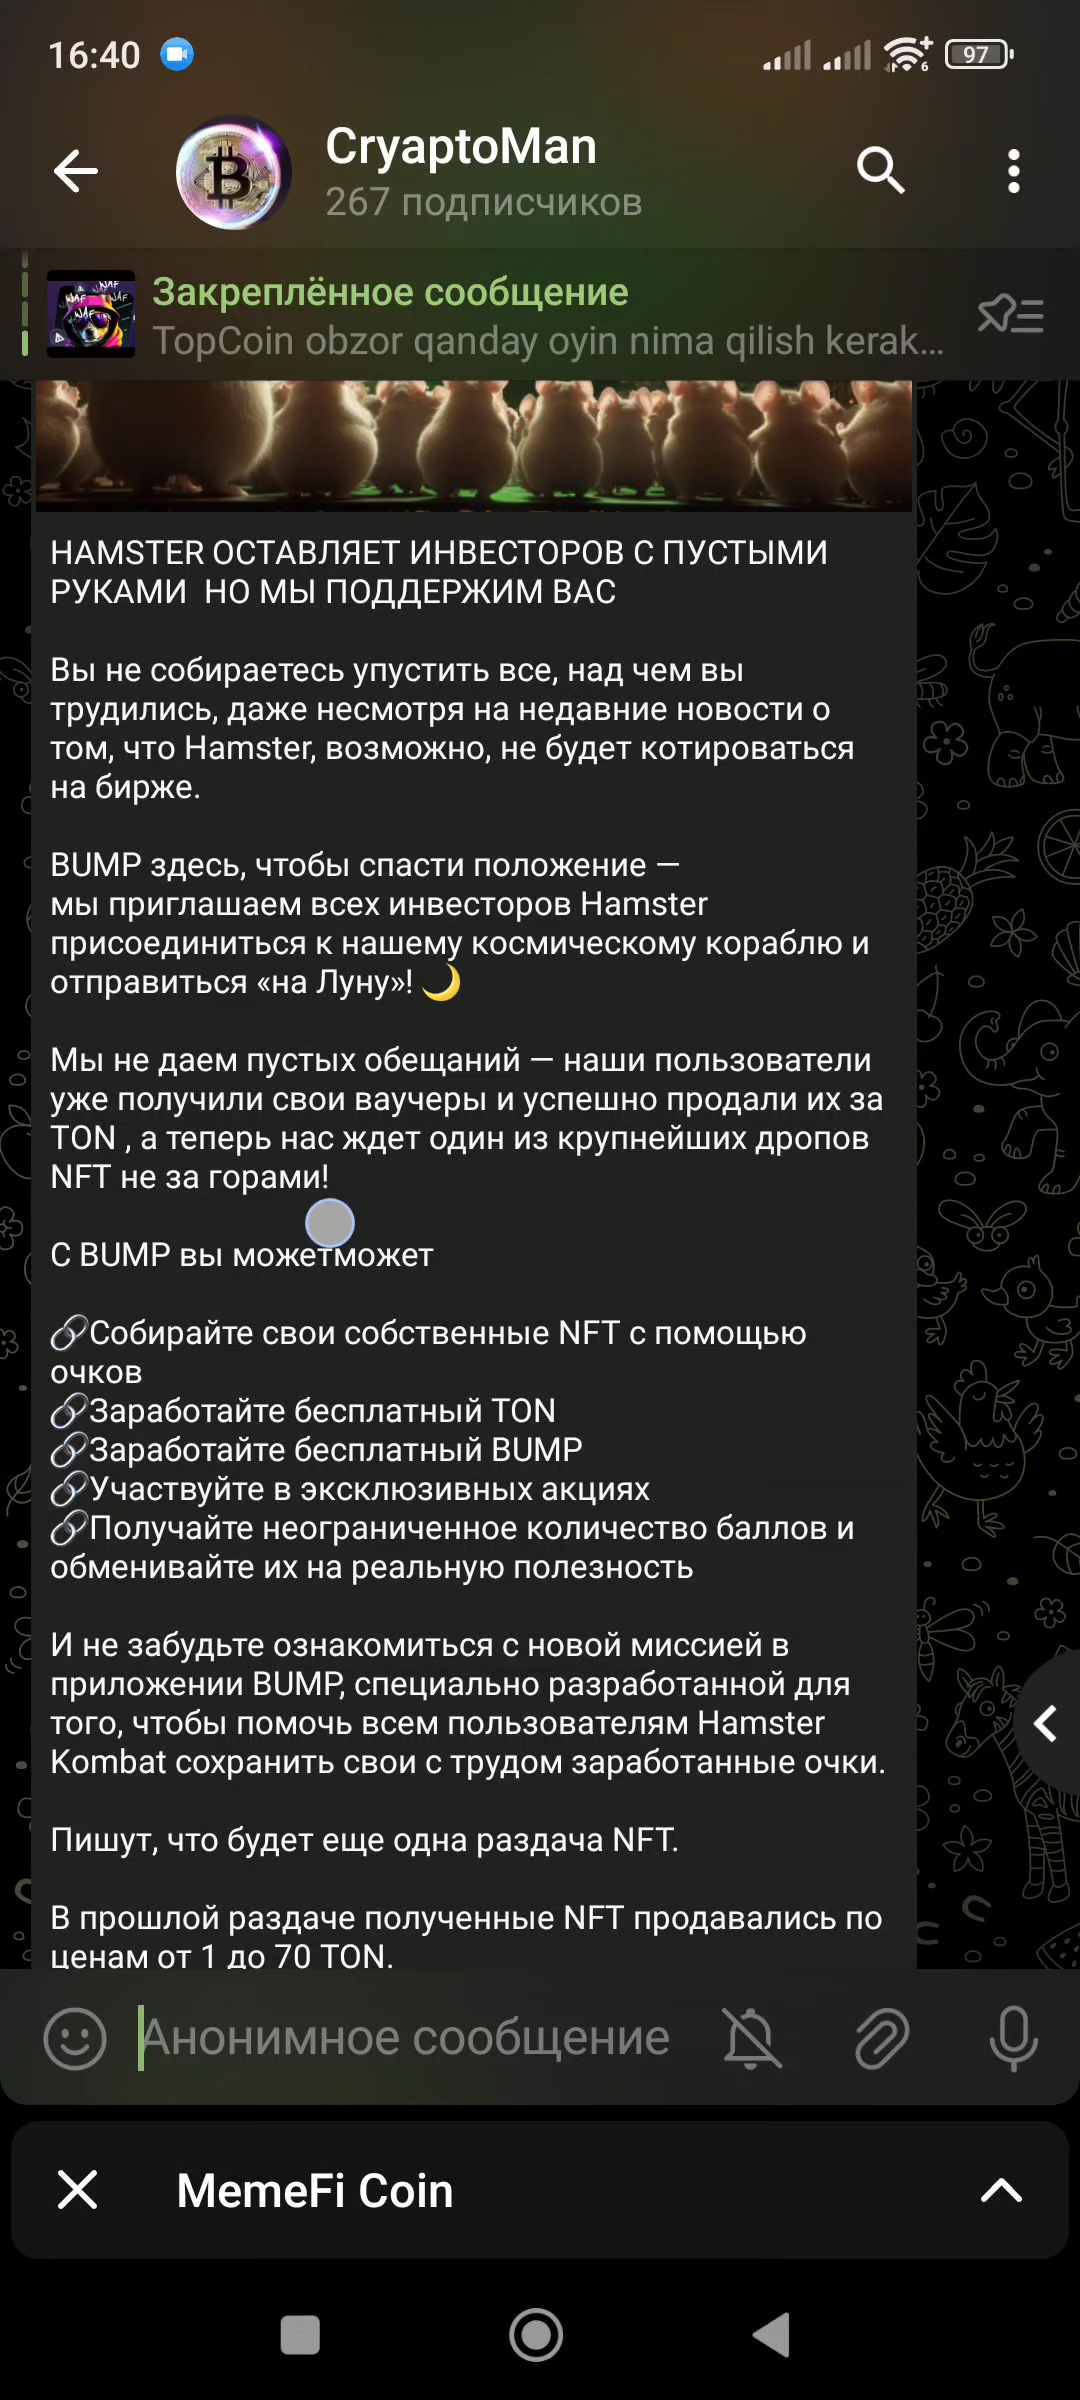 16:40
6
97
CryaptoMan
267 подписчиков
Закреплённое сообщение
TopCoin obzor qanday oyin nima qilish kerak...
HAMSTER ОСТАВЛЯЕТ ИНВЕСТОРОВ С ПУСТЫМИ
РУКАМИ  НО МЫ ПОДДЕРЖИМ ВАС
Вы не собираетесь упустить все, над чем вы
трудились, даже несмотря на недавние новости о
том, что Hamster, возможно, не будет котироваться
на бирже.
BUMP здесь, чтобы спасти положение —
мы приглашаем всех инвесторов Hamster
присоединиться к нашему космическому кораблю и
отправиться «на Луну»! 🌙
Мы не даем пустых обещаний — наши пользователи
уже получили свои ваучеры и успешно продали их за
TON , а теперь нас ждет один из крупнейших дропов
NFT не за горами!
С BUMP вы можетможет
🔗Собирайте свои собственные NFT с помощью
очков
🔗Заработайте бесплатный TON
🔗Заработайте бесплатный BUMP
🔗Участвуйте в эксклюзивных акциях
🔗Получайте неограниченное количество баллов и
обменивайте их на реальную полезность
И не забудьте ознакомиться с новой миссией в
приложении BUMP, специально разработанной для
того, чтобы помочь всем пользователям Hamster
Kombat сохранить свои с трудом заработанные очки.
Пишут, что будет еще одна раздача NFT.
В прошлой раздаче полученные NFT продавались по
ценам от 1 до 70 TON.
Анонимное сообщение
MemeFi Coin